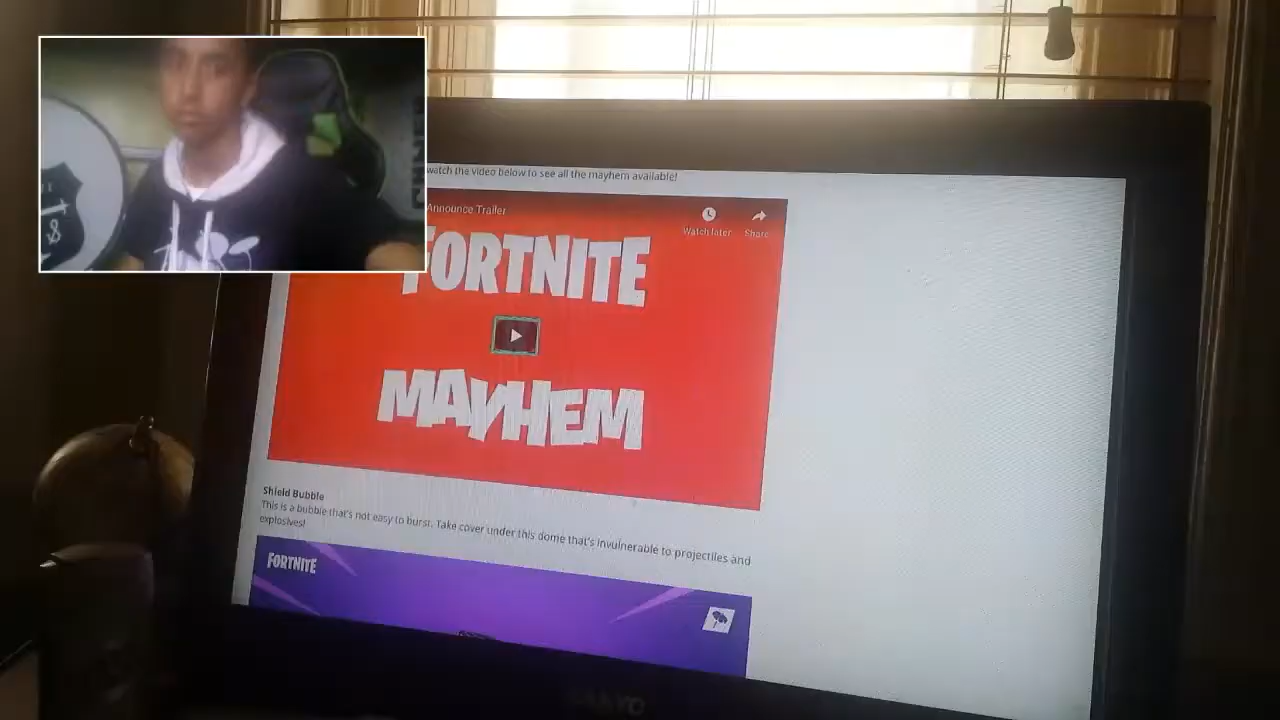 watch the video below to see all the mayhem available!
Announce Trailer
Watch later
Share
FORTNITE
MAYHEM
Shield Bubble
This is a bubble that's not easy to burst. Take cover under this dome that's invulnerable to projectiles and
explosives!
FORTNITE